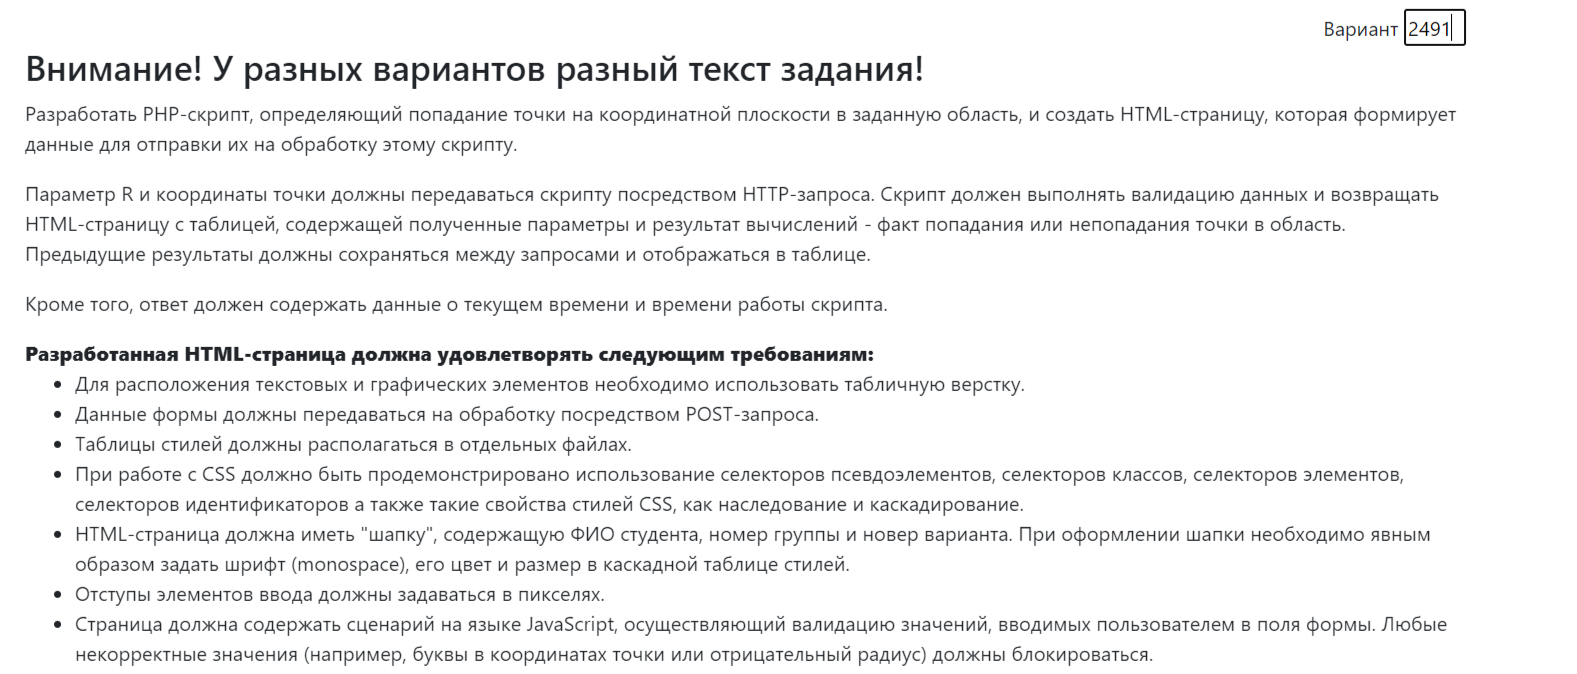 Вариант 2491
Внимание! У разных вариантов разный текст задания!
Разработать PHP-скрипт, определяющий попадание точки на координатной плоскости в заданную область, и создать HTML-страницу, которая формирует
данные для отправки их на обработку этому скрипту.
Параметр R и координаты точки должны передаваться скрипту посредством HTTP-запроса. Скрипт должен выполнять валидацию данных и возвращать
HTML-страницу с таблицей, содержащей полученные параметры и результат вычислений - факт попадания или непопадания точки в область.
Предыдущие результаты должны сохраняться между запросами и отображаться в таблице.
Кроме того, ответ должен содержать данные о текущем времени и времени работы скрипта.
Разработанная HTML-страница должна удовлетворять следующим требованиям:
• Для расположения текстовых и графических элементов необходимо использовать табличную верстку.
• Данные формы должны передаваться на обработку посредством POST-запроса.
• Таблицы стилей должны располагаться в отдельных файлах.
• При работе с CSS должно быть продемонстрировано использование селекторов псевдоэлементов, селекторов классов, селекторов элементов,
селекторов идентификаторов а также такие свойства стилей CSS, как наследование и каскадирование.
• HTML-страница должна иметь "шапку", содержащую ФИО студента, номер группы и новер варианта. При оформлении шапки необходимо явным
образом задать шрифт (monospace), его цвет и размер в каскадной таблице стилей.
• Отступы элементов ввода должны задаваться в пикселях.
• Страница должна содержать сценарий на языке JavaScript, осуществляющий валидацию значений, вводимых пользователем в поля формы. Любые
некорректные значения (например, буквы в координатах точки или отрицательный радиус) должны блокироваться.